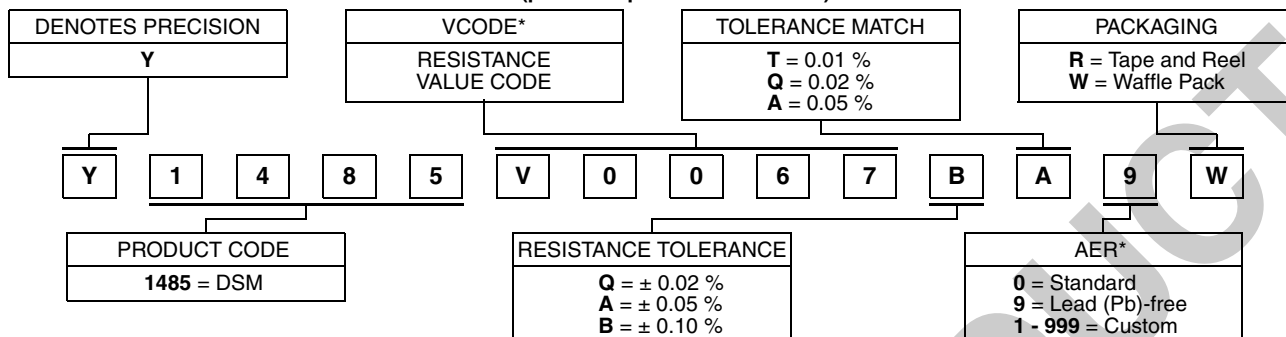 DENOTES PRECISION
Y
VCODE*
RESISTANCE
VALUE CODE
TOLERANCE MATCH
T = 0.01 %
Q = 0.02 %
A = 0.05 %
PACKAGING
R = Tape and Reel
W = Waffle Pack
Y 1 4 8 5 V 0 0 6 7 B A 9 W
PRODUCT CODE
1485 = DSM
RESISTANCE TOLERANCE
Q = ± 0.02 %
A = ± 0.05 %
B = ± 0.10 %
AER*
0 = Standard
9 = Lead (Pb)-free
1 - 999 = Custom